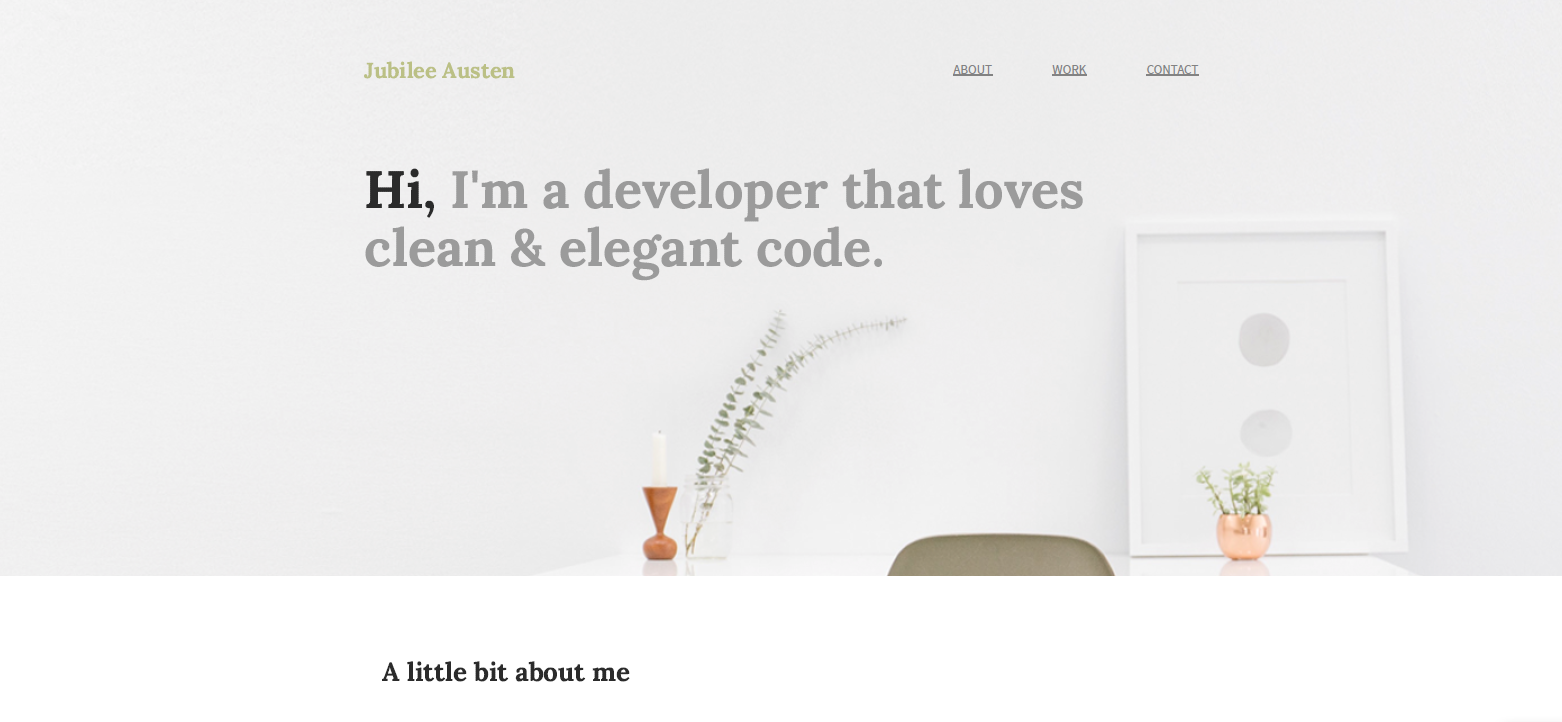 Jubilee Austen
ABOUT
WORK
CONTACT
Hi, I'm a developer that loves
clean & elegant code.
A little bit about me